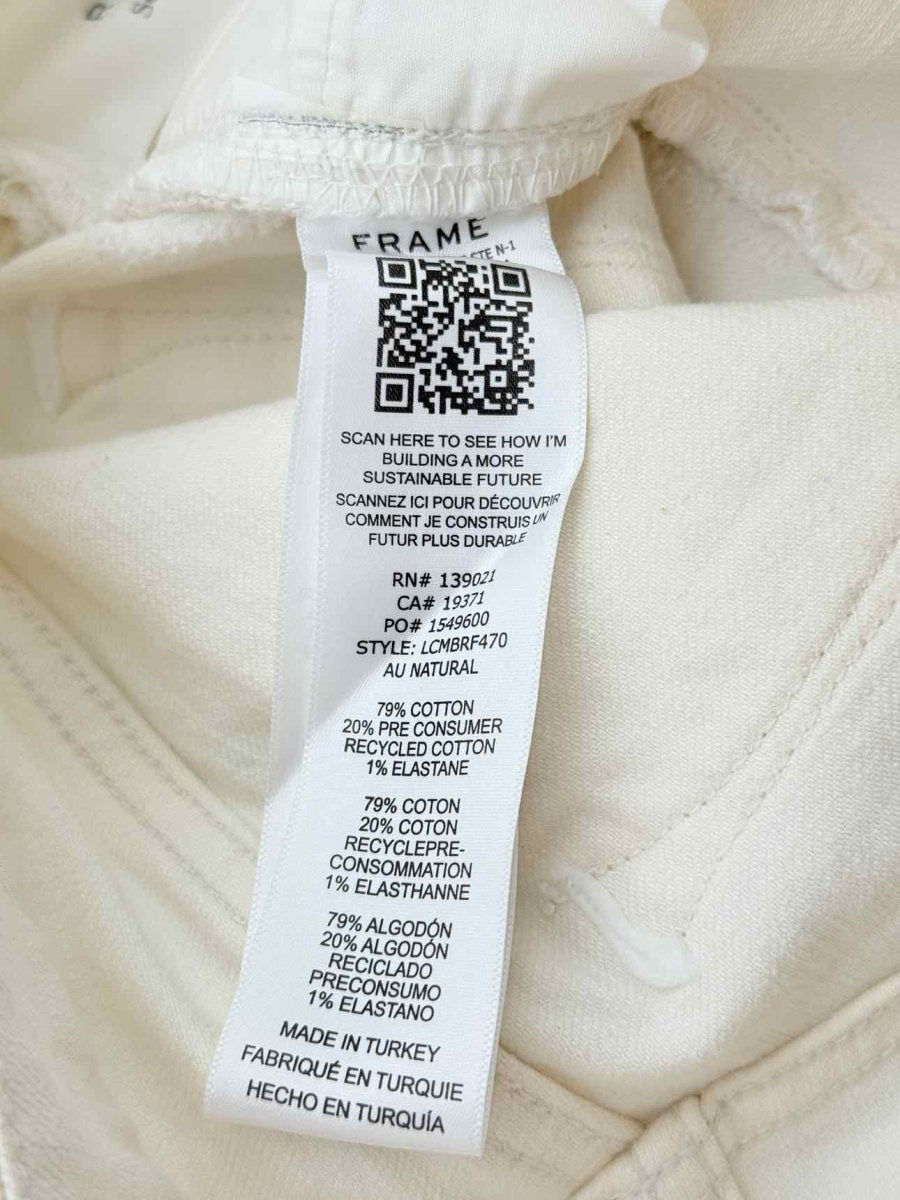 FRAME
N-1
SCAN HERE TO SEE HOW I'M
BUILDING A MORE
SUSTAINABLE FUTURE
SCANNEZ ICI POUR DÉCOUVRIR
COMMENT JE CONSTRUIS UN
FUTUR PLUS DURABLE
RN# 139021
CA# 19371
PO# 1549600
STYLE: LCMBRF470
AU NATURAL
79% COTTON
20% PRE CONSUMER
RECYCLED COTTON
1% ELASTANE
79% COTON
20% COTON
RECYCLEPRE-
CONSOMMATION
1% ELASTHANNE
79% ALGODÓN
20% ALGODÓN
RECICLADO
PRECONSUMO
1% ELASTANO
MADE IN TURKEY
FABRIQUÉ EN TURQUIE
HECHO EN TURQUÍA